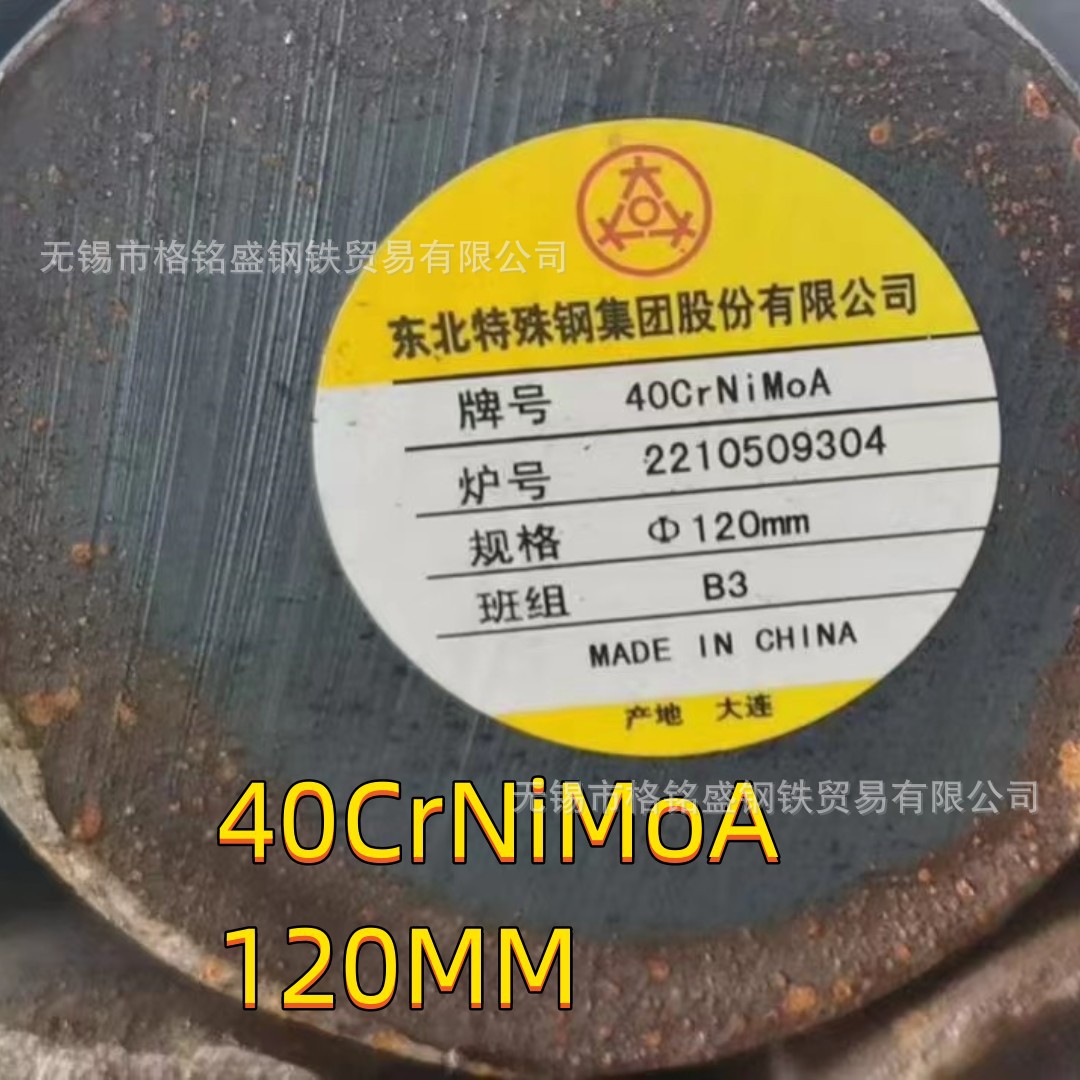 大
大
大
无锡市格铭盛钢铁贸易有限公司
东北特殊钢集团股份有限公司
牌号 40CrNiMoA
炉号 2210509304
规格 Φ120mm
班组 B3
MADE IN CHINA
产地 大连
无锡市格铭盛钢铁贸易有限公司
40CrNiMoA
120MM